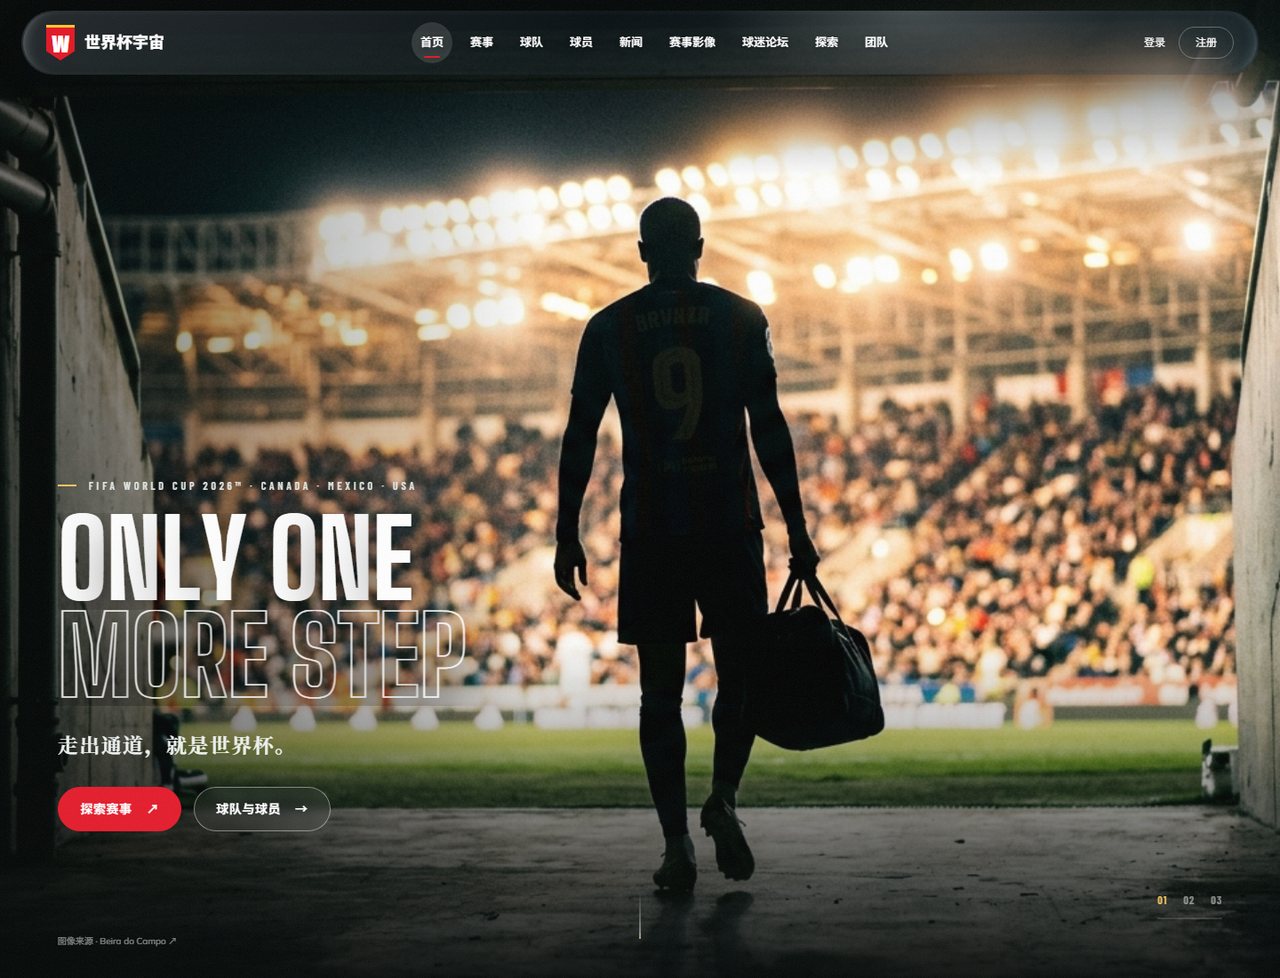 W 世界杯宇宙
首页 赛事 球队 球员 新闻 赛事影像 球迷论坛 探索 团队
登录 注册
9
FIFA WORLD CUP 2026™ · CANADA · MEXICO · USA
ONLY ONE
MORE STEP
走出通道，就是世界杯。
探索赛事 ↗ 球队与球员 →
01 02 03
图像来源 · Beira do Campo ↗